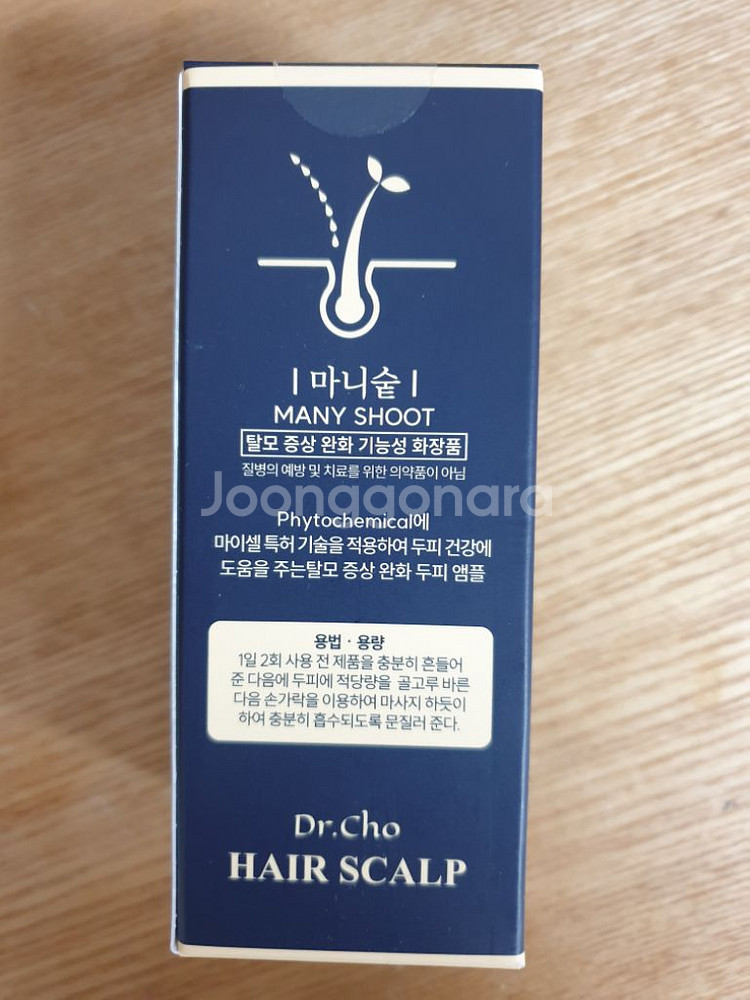 | 마니숱 |
MANY SHOOT
탈모 증상 완화 기능성 화장품
질병의 예방 및 치료를 위한 의약품이 아님
Joonggonara
Phytochemical에
마이셀 특허 기술을 적용하여 두피 건강에
도움을 주는탈모 증상 완화 두피 앰플
용법 · 용량
1일 2회 사용 전 제품을 충분히 흔들어
준 다음에 두피에 적당량을 골고루 바른
다음 손가락을 이용하여 마사지 하듯이
하여 충분히 흡수되도록 문질러 준다.
Dr.Cho
HAIR SCALP